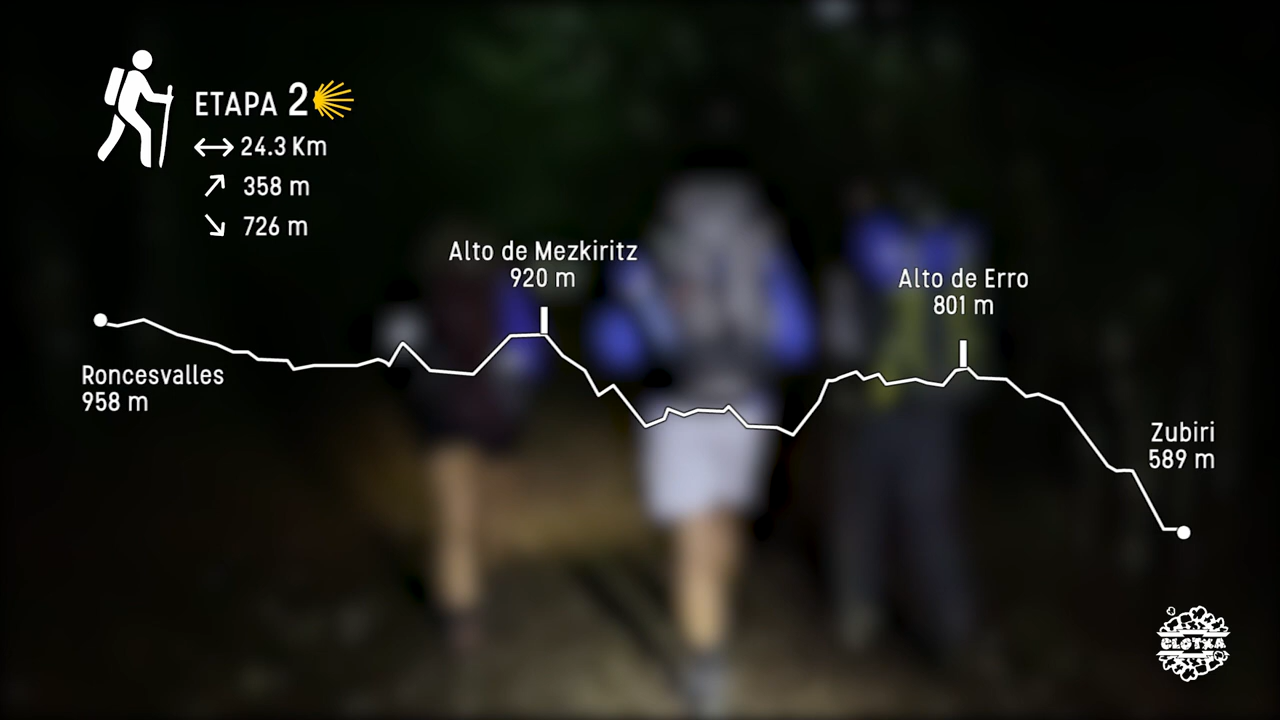 ETAPA 2
24.3 Km
358 m
726 m
Alto de Mezkiritz
920 m
Alto de Erro
801 m
Roncesvalles
958 m
Zubiri
589 m
CLOTXA